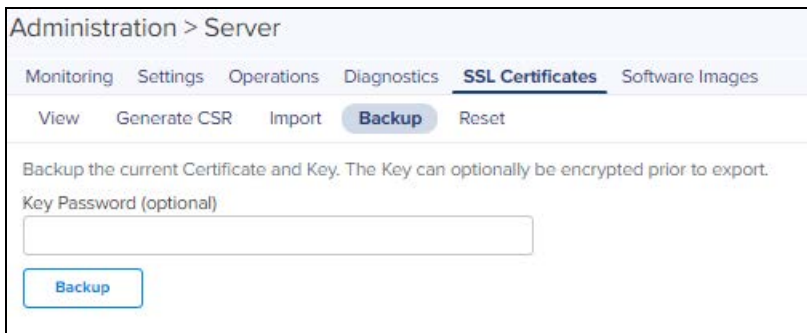 Administration > Server
Monitoring Settings Operations Diagnostics SSL Certificates Software Images
View Generate CSR Import Backup Reset
Backup the current Certificate and Key. The Key can optionally be encrypted prior to export.
Key Password (optional)
Backup